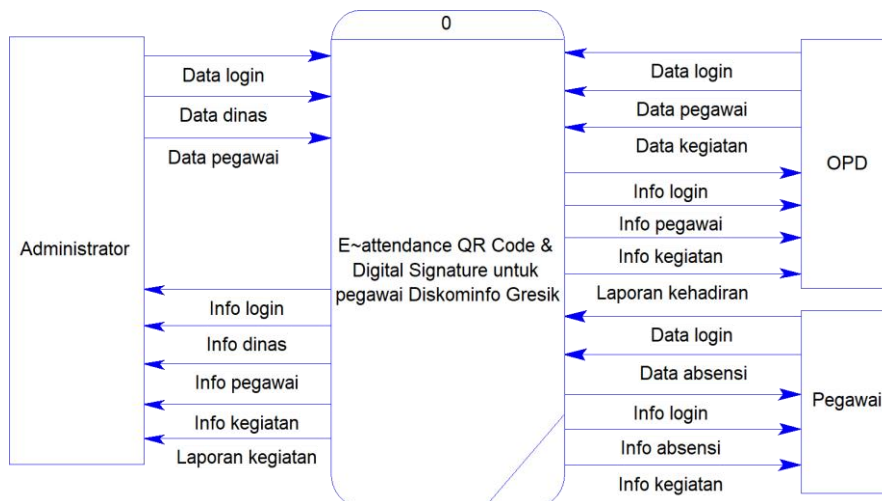 0
Administrator
Data login
Data dinas
Data pegawai
Info login
Info dinas
Info pegawai
Info kegiatan
Laporan kegiatan
E~attendance QR Code &
Digital Signature untuk
pegawai Diskominfo Gresik
Data login
Data pegawai
Data kegiatan
Info login
Info pegawai
Info kegiatan
Laporan kehadiran
OPD
Data login
Data absensi
Info login
Info absensi
Info kegiatan
Pegawai